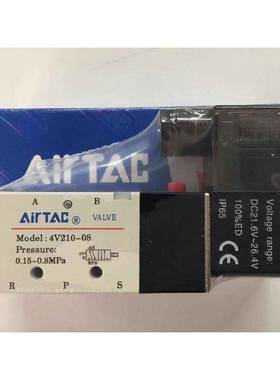 AirTAC
A B
AirTAC ® VALVE
Model: 4V210-08
Pressure:
0.15~0.8MPa
R P S
Voltage range:
DC21.6V~26.4V
100%ED
IP65
CE